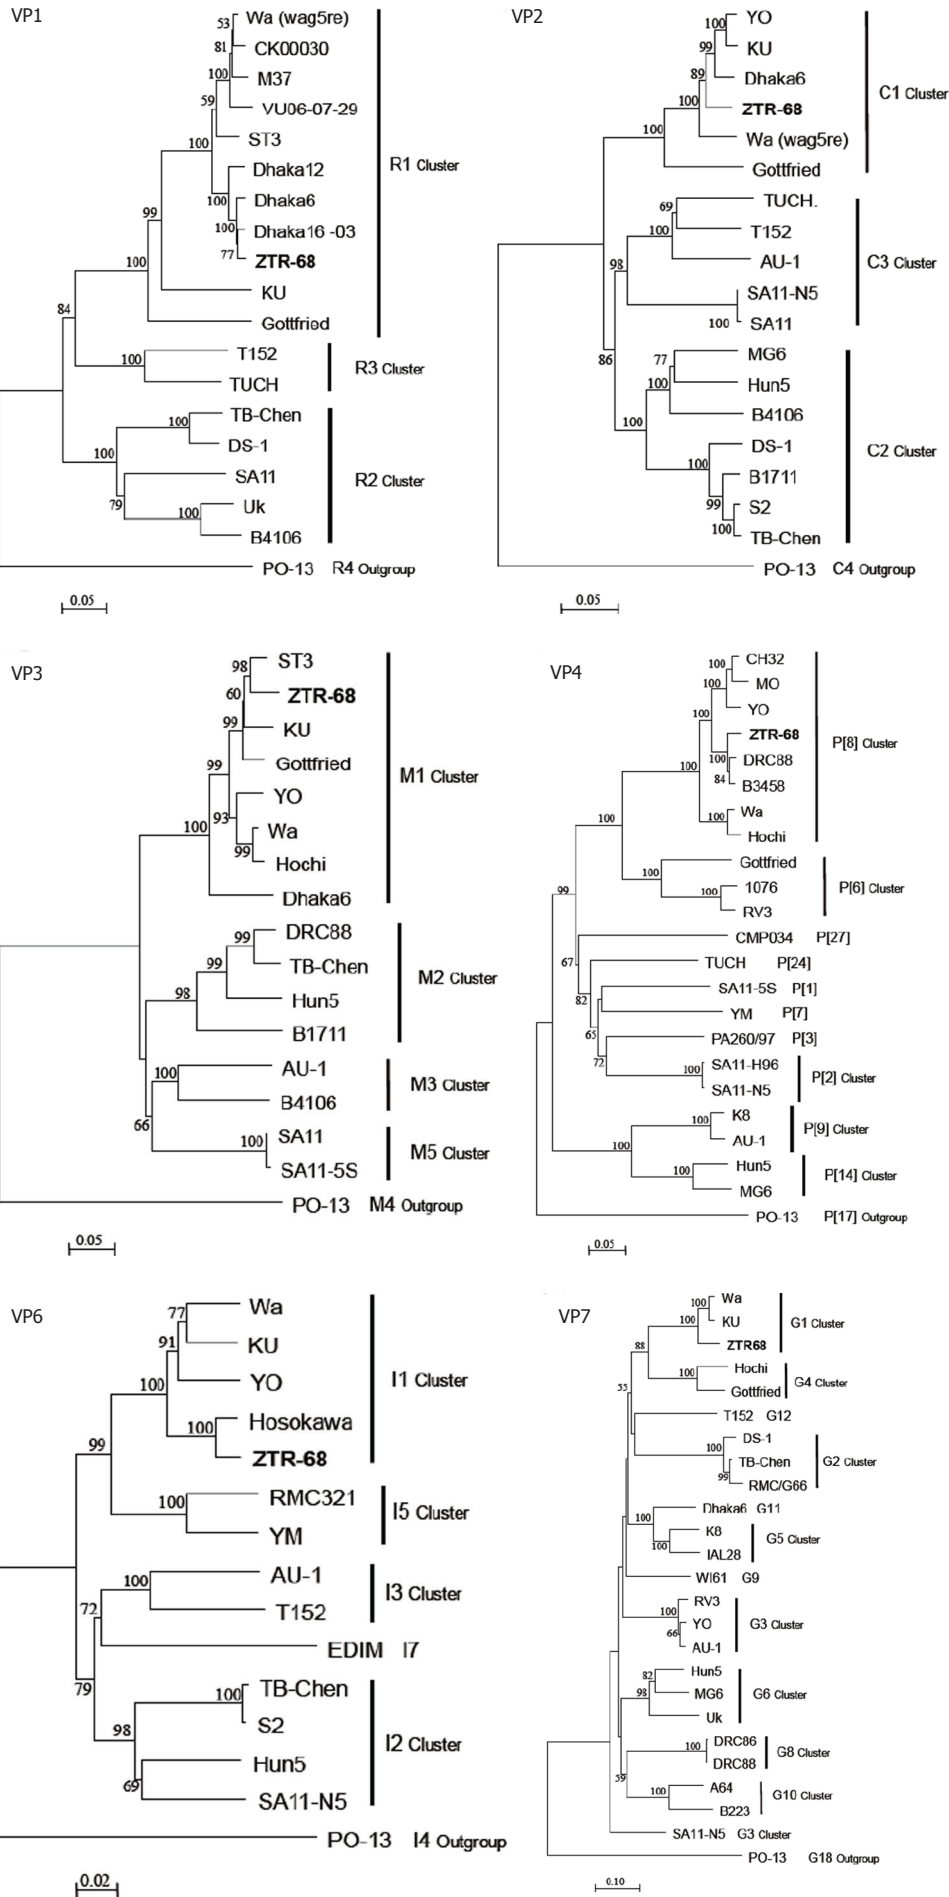 VP1
53
Wa (wag5re)
81
CK00030
100
M37
59
VU06-07-29
100
ST3
Dhaka12
100
Dhaka6
100
Dhaka16 -03
77
ZTR-68
99
KU
100
Gottfried
R1 Cluster
84
100
T152
TUCH
R3 Cluster
100
TB-Chen
DS-1
100
SA11
79
Uk
100
B4106
R2 Cluster
PO-13 R4 Outgroup
0.05
VP2
100
YO
99
KU
89
Dhaka6
100
ZTR-68
100
Wa (wag5re)
Gottfried
C1 Cluster
69
TUCH.
100
T152
98
AU-1
SA11-N5
100
SA11
C3 Cluster
86
77
MG6
100
Hun5
100
B4106
100
DS-1
B1711
99
S2
100
TB-Chen
C2 Cluster
PO-13 C4 Outgroup
0.05
VP3
98
ST3
60
ZTR-68
99
KU
99
Gottfried
93
YO
100
Wa
99
Hochi
Dhaka6
M1 Cluster
99
DRC88
99
TB-Chen
98
Hun5
B1711
M2 Cluster
100
AU-1
B4106
M3 Cluster
66
100
SA11
SA11-5S
M5 Cluster
PO-13 M4 Outgroup
0.05
VP4
100
CH32
100
MO
100
YO
ZTR-68
100
DRC88
84
B3458
100
Wa
100
Hochi
P[8] Cluster
100
Gottfried
100
100
1076
RV3
P[6] Cluster
99
CMP034 P[27]
67
TUCH P[24]
82
SA11-5S P[1]
65
YM P[7]
72
PA260/97 P[3]
100
SA11-H96
SA11-N5
P[2] Cluster
100
K8
AU-1
P[9] Cluster
100
100
Hun5
MG6
P[14] Cluster
PO-13 P[17] Outgroup
0.05
VP6
77
Wa
91
KU
100
YO
100
Hosokawa
ZTR-68
I1 Cluster
99
100
RMC321
YM
I5 Cluster
100
AU-1
T152
I3 Cluster
72
EDIM I7
79
100
TB-Chen
S2
98
Hun5
69
SA11-N5
I2 Cluster
PO-13 I4 Outgroup
0.02
VP7
100
Wa
100
KU
ZTR68
G1 Cluster
88
100
Hochi
Gottfried
G4 Cluster
55
T152 G12
100
DS-1
TB-Chen
99
RMC/G66
G2 Cluster
Dhaka6 G11
100
K8
100
IAL28
G5 Cluster
WI61 G9
100
RV3
YO
66
AU-1
G3 Cluster
82
Hun5
98
MG6
Uk
G6 Cluster
100
DRC86
DRC88
G8 Cluster
59
100
A64
B223
G10 Cluster
SA11-N5 G3 Cluster
PO-13 G18 Outgroup
0.10